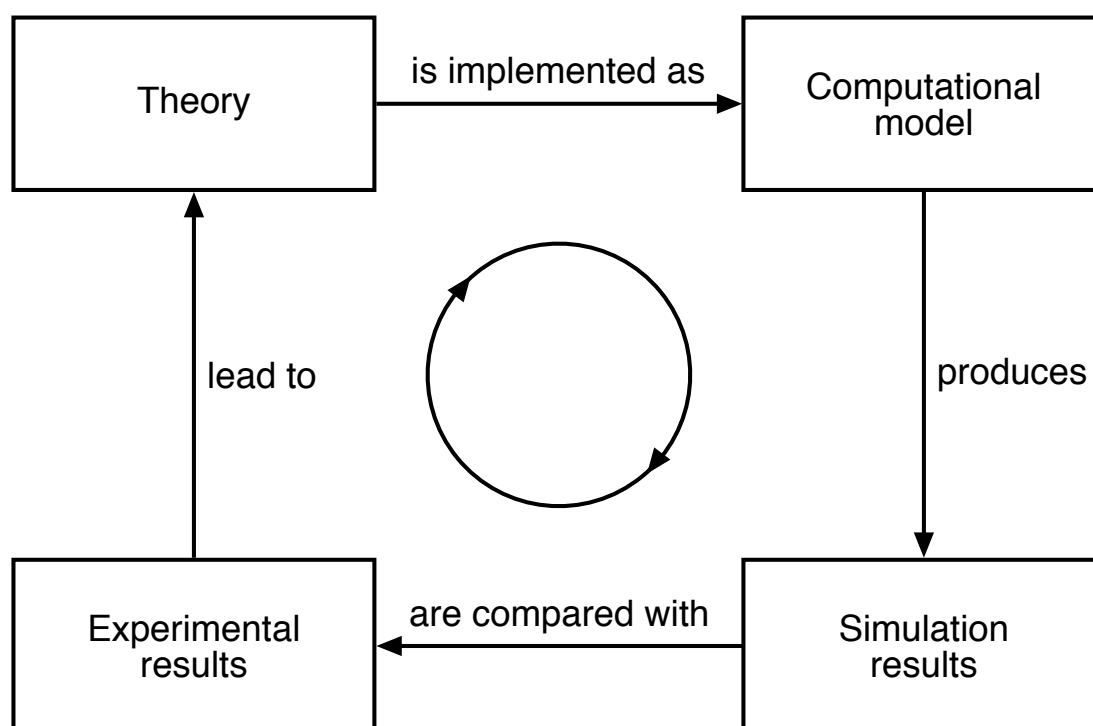 Theory
is implemented as
Computational
model
lead to
produces
Experimental
results
are compared with
Simulation
results